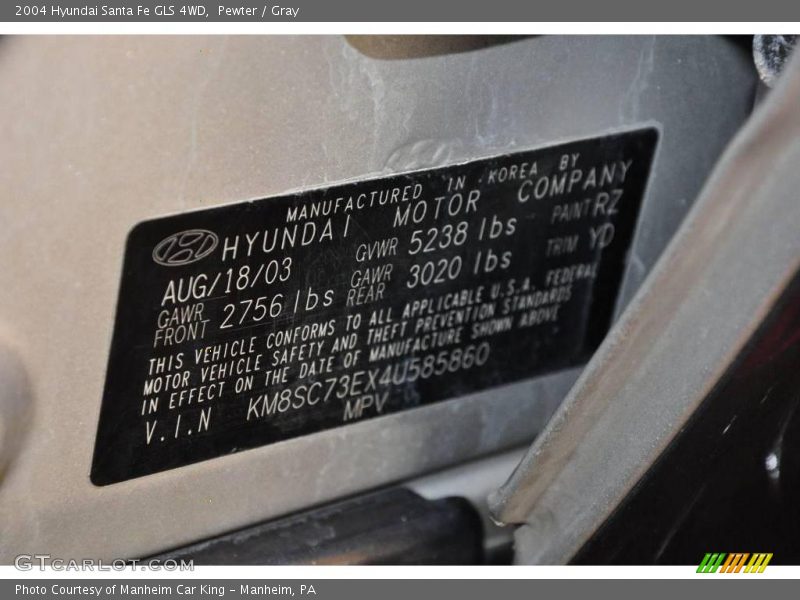 2004 Hyundai Santa Fe GLS 4WD, Pewter / Gray
MANUFACTURED IN KOREA BY
HYUNDAI MOTOR COMPANY
AUG/18/03 GVWR 5238 lbs PAINT RZ
GAWR FRONT 2756 lbs GAWR REAR 3020 lbs TRIM YD
THIS VEHICLE CONFORMS TO ALL APPLICABLE U.S.A. FEDERAL
MOTOR VEHICLE SAFETY AND THEFT PREVENTION STANDARDS
IN EFFECT ON THE DATE OF MANUFACTURE SHOWN ABOVE
V.I.N KM8SC73EX4U585860
MPV
GTCARLOT.COM
Photo Courtesy of Manheim Car King - Manheim, PA